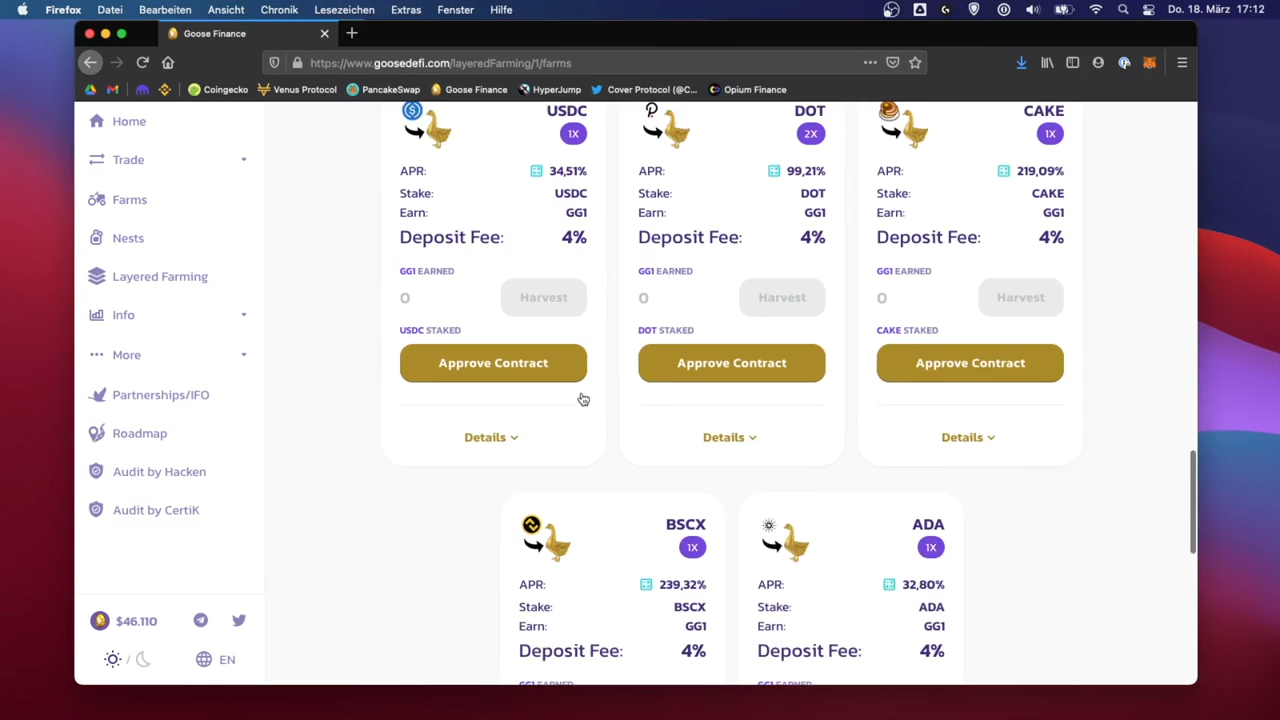 Firefox Datei Bearbeiten Ansicht Chronik Lesezeichen Extras Fenster Hilfe Do. 18. März 17:12
Goose Finance
https://www.goosedefi.com/layeredFarming/1/farms
Coingecko Venus Protocol PancakeSwap Goose Finance HyperJump Cover Protocol (@C... Opium Finance
Home
Trade
Farms
Nests
Layered Farming
Info
More
Partnerships/IFO
Roadmap
Audit by Hacken
Audit by CertiK
$46.110
EN
USDC
1X
APR: 34,51%
Stake: USDC
Earn: GG1
Deposit Fee: 4%
GG1 EARNED
0 Harvest
USDC STAKED
Approve Contract
Details
DOT
2X
APR: 99,21%
Stake: DOT
Earn: GG1
Deposit Fee: 4%
GG1 EARNED
0 Harvest
DOT STAKED
Approve Contract
Details
CAKE
1X
APR: 219,09%
Stake: CAKE
Earn: GG1
Deposit Fee: 4%
GG1 EARNED
0 Harvest
CAKE STAKED
Approve Contract
Details
BSCX
1X
APR: 239,32%
Stake: BSCX
Earn: GG1
Deposit Fee: 4%
GG1 EARNED
ADA
1X
APR: 32,80%
Stake: ADA
Earn: GG1
Deposit Fee: 4%
GG1 EARNED